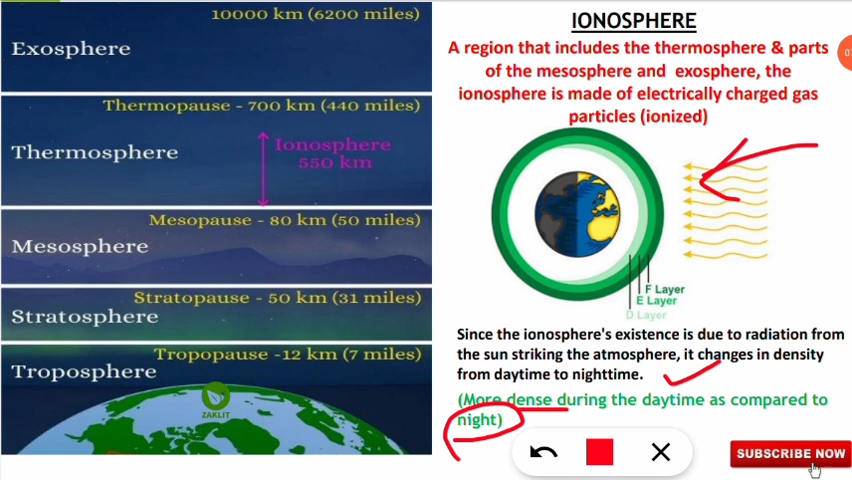 10000 km (6200 miles)
Exosphere
Thermopause - 700 km (440 miles)
Ionosphere
550 km
Thermosphere
Mesopause - 80 km (50 miles)
Mesosphere
Stratopause - 50 km (31 miles)
Stratosphere
Tropopause -12 km (7 miles)
Troposphere
ZAKLIT
IONOSPHERE
A region that includes the thermosphere & parts
of the mesosphere and exosphere, the
ionosphere is made of electrically charged gas
particles (ionized)
F Layer
E Layer
D Layer
Since the ionosphere's existence is due to radiation from
the sun striking the atmosphere, it changes in density
from daytime to nighttime.
(More dense during the daytime as compared to
night)
SUBSCRIBE NOW